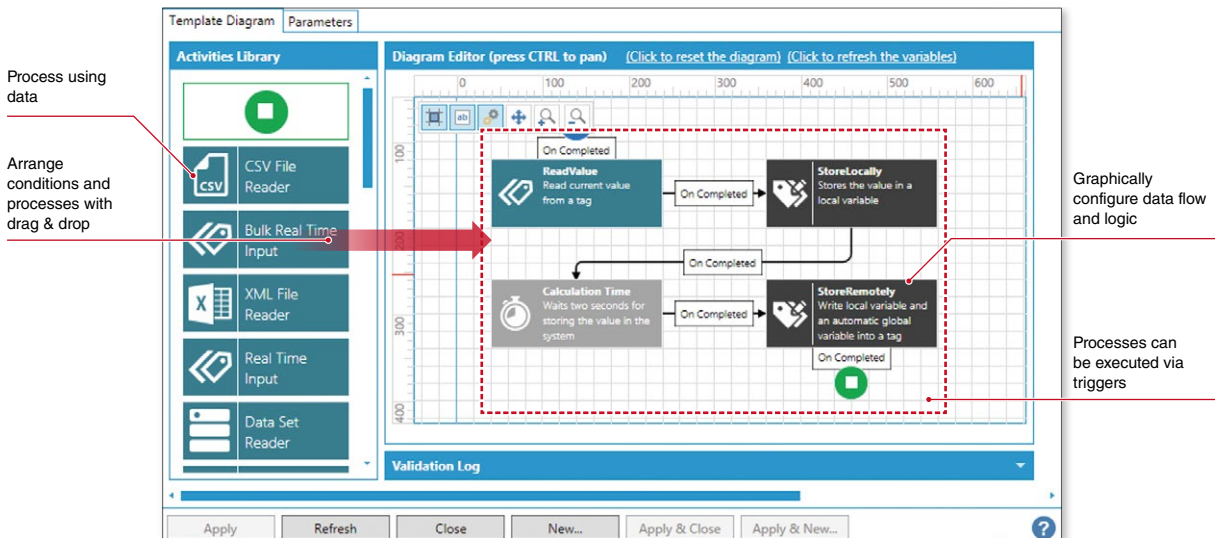 Template Diagram
Parameters
Activities Library
Diagram Editor (press CTRL to pan)
(Click to reset the diagram)
(Click to refresh the variables)
Process using
data
Arrange
conditions and
processes with
drag & drop
CSV
CSV File
Reader
Bulk Real Time
Input
X
XML File
Reader
Real Time
Input
Data Set
Reader
0
100
200
300
400
500
600
100
200
300
400
ab
On Completed
ReadValue
Read current value
from a tag
On Completed
StoreLocally
Stores the value in a
local variable
On Completed
Calculation Time
Waits two seconds for
storing the value in the
system
On Completed
StoreRemotely
Write local variable and
an automatic global
variable into a tag
On Completed
Graphically
configure data flow
and logic
Processes can
be executed via
triggers
Validation Log
Apply
Refresh
Close
New...
Apply & Close
Apply & New...
?